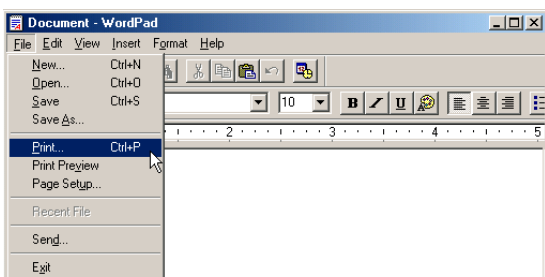 Document - WordPad
File Edit View Insert Format Help
New... Ctrl+N
Open... Ctrl+O
Save Ctrl+S
Save As...
10 B I U
2 3 4 5
Print... Ctrl+P
Print Preview
Page Setup...
Recent File
Send...
Exit